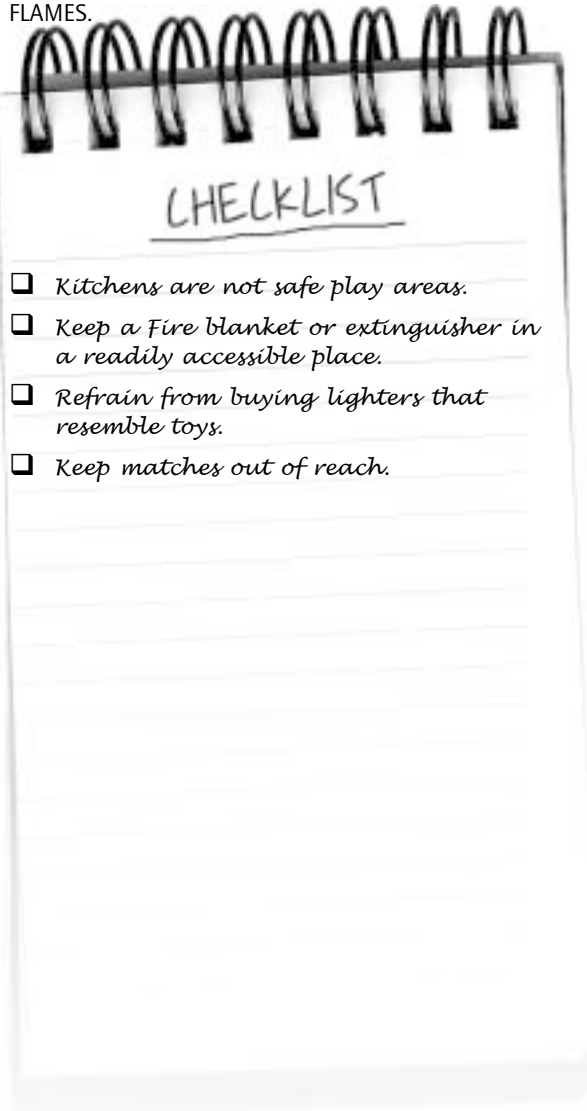 FLAMES.
CHECKLIST
❑ Kitchens are not safe play areas.
❑ Keep a Fire blanket or extinguisher in
a readily accessible place.
❑ Refrain from buying lighters that
resemble toys.
❑ Keep matches out of reach.